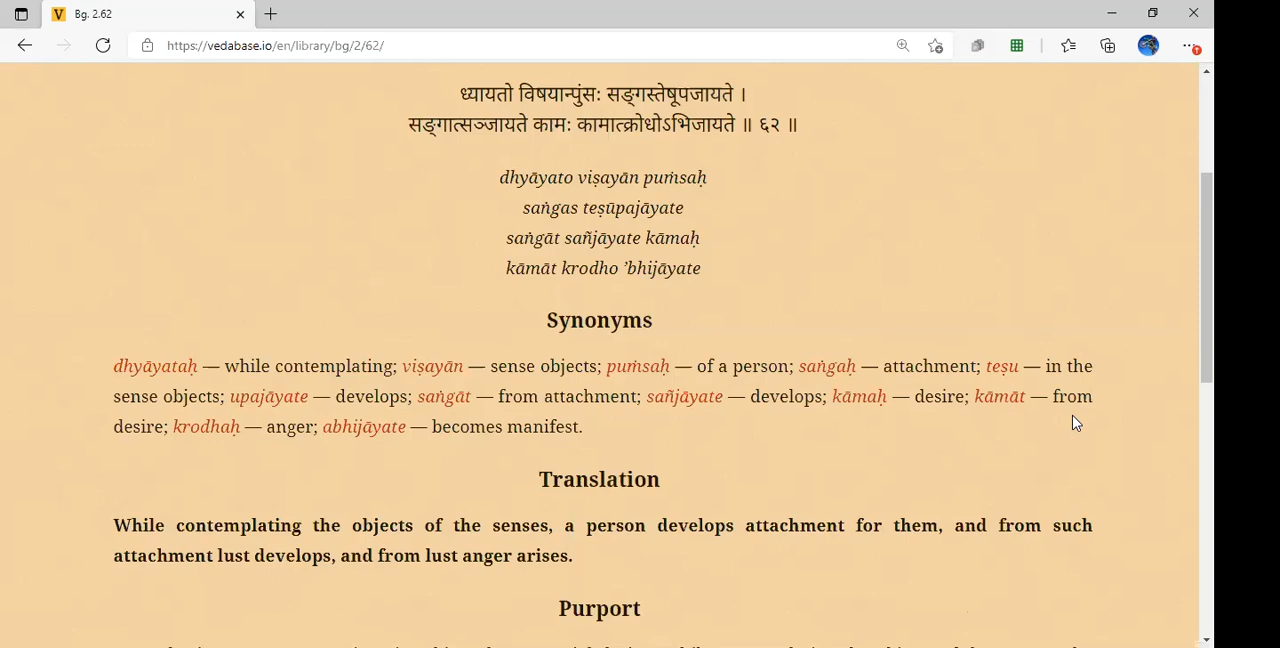 Bg. 2.62
https://vedabase.io/en/library/bg/2/62/
ध्यायतो विषयान्पुंसः सङ्गस्तेषूपजायते ।
सङ्गात्सञ्जायते कामः कामात्क्रोधोऽभिजायते ॥ ६२ ॥
dhyāyato viṣayān puṁsaḥ
saṅgas teṣūpajāyate
saṅgāt sañjāyate kāmaḥ
kāmāt krodho ’bhijāyate
Synonyms
dhyāyataḥ — while contemplating; viṣayān — sense objects; puṁsaḥ — of a person; saṅgaḥ — attachment; teṣu — in the
sense objects; upajāyate — develops; saṅgāt — from attachment; sañjāyate — develops; kāmaḥ — desire; kāmāt — from
desire; krodhaḥ — anger; abhijāyate — becomes manifest.
Translation
While contemplating the objects of the senses, a person develops attachment for them, and from such
attachment lust develops, and from lust anger arises.
Purport